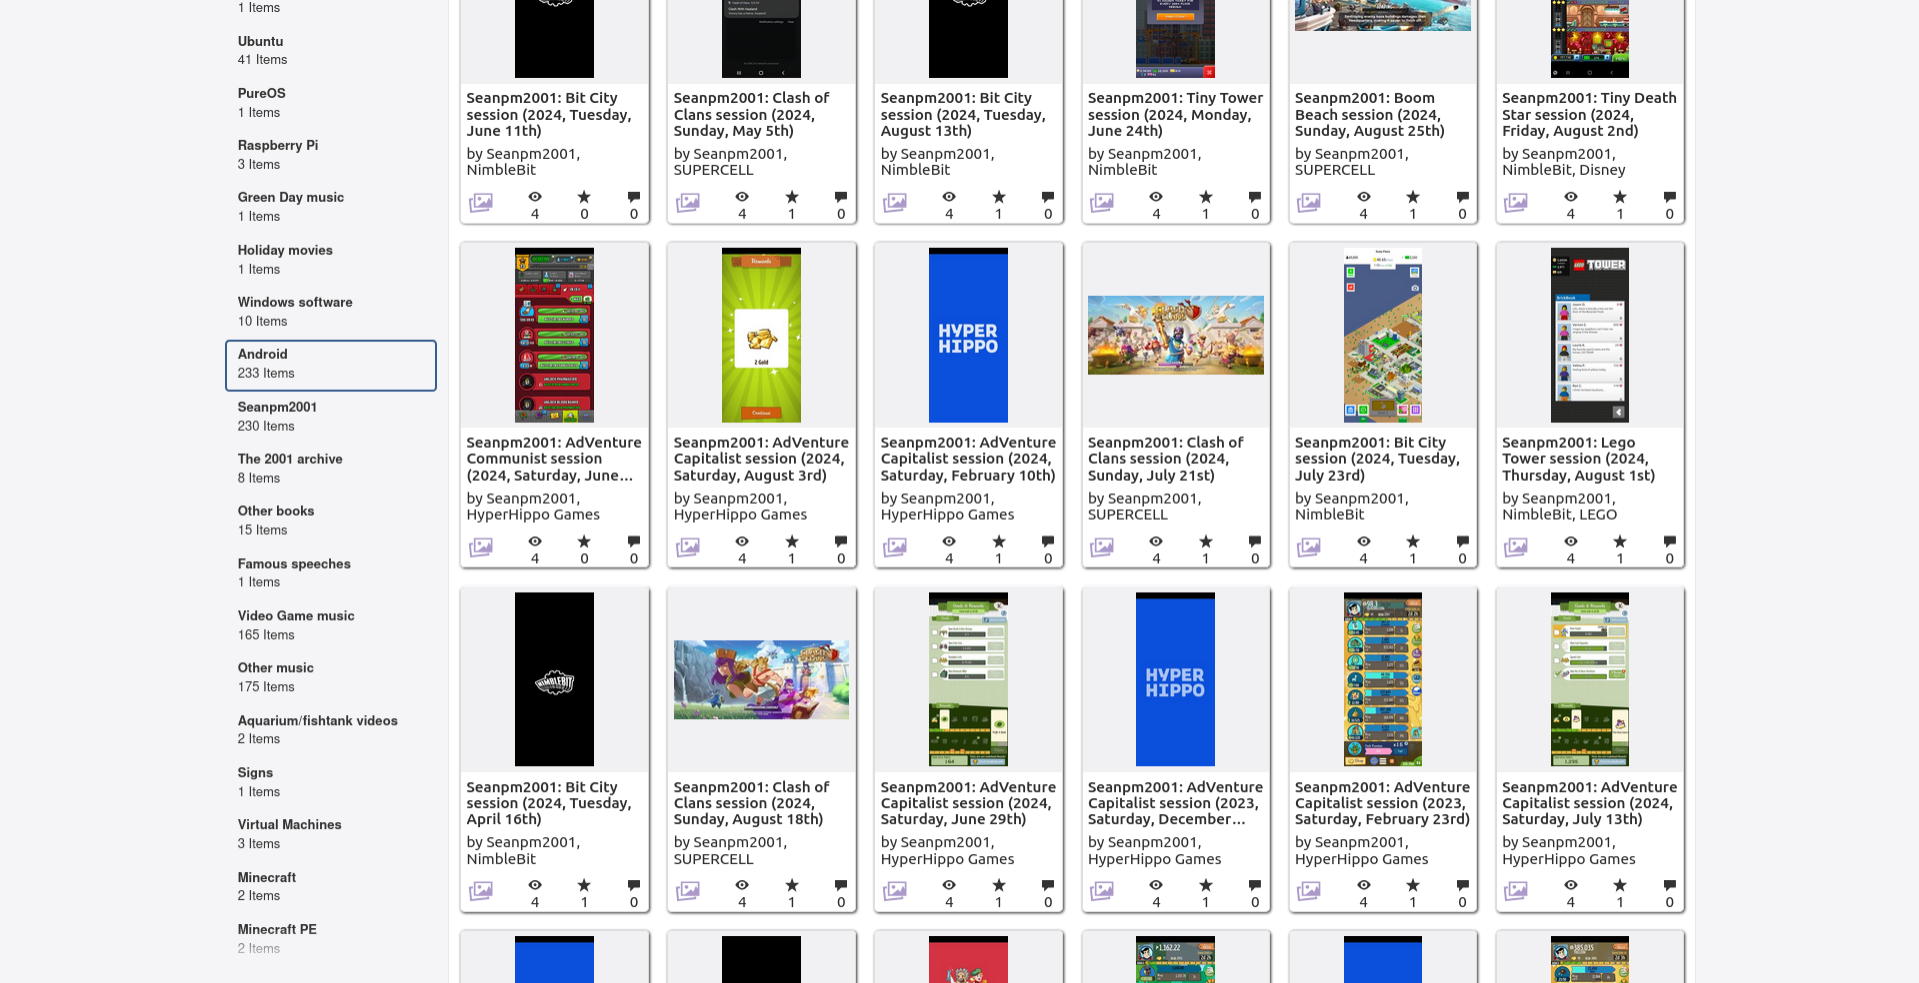 1 Items
Ubuntu
41 Items
PureOS
1 Items
Raspberry Pi
3 Items
Green Day music
1 Items
Holiday movies
1 Items
Windows software
10 Items
Android
233 Items
Seanpm2001
230 Items
The 2001 archive
8 Items
Other books
15 Items
Famous speeches
1 Items
Video Game music
165 Items
Other music
175 Items
Aquarium/fishtank videos
2 Items
Signs
1 Items
Virtual Machines
3 Items
Minecraft
2 Items
Minecraft PE
2 Items
Seanpm2001: Bit City
session (2024, Tuesday,
June 11th)
by Seanpm2001,
NimbleBit
4 0 0
Seanpm2001: Clash of
Clans session (2024,
Sunday, May 5th)
by Seanpm2001,
SUPERCELL
4 1 0
Seanpm2001: Bit City
session (2024, Tuesday,
August 13th)
by Seanpm2001,
NimbleBit
4 1 0
Seanpm2001: Tiny Tower
session (2024, Monday,
June 24th)
by Seanpm2001,
NimbleBit
4 1 0
Seanpm2001: Boom
Beach session (2024,
Sunday, August 25th)
by Seanpm2001,
SUPERCELL
4 1 0
Seanpm2001: Tiny Death
Star session (2024,
Friday, August 2nd)
by Seanpm2001,
NimbleBit, Disney
4 1 0
Seanpm2001: AdVenture
Communist session
(2024, Saturday, June...
by Seanpm2001,
HyperHippo Games
4 0 0
Rewards
2 Gold
Continue
Seanpm2001: AdVenture
Capitalist session (2024,
Saturday, August 3rd)
by Seanpm2001,
HyperHippo Games
4 1 0
HYPER
HIPPO
Seanpm2001: AdVenture
Capitalist session (2024,
Saturday, February 10th)
by Seanpm2001,
HyperHippo Games
4 1 0
Seanpm2001: Clash of
Clans session (2024,
Sunday, July 21st)
by Seanpm2001,
SUPERCELL
4 1 0
Seanpm2001: Bit City
session (2024, Tuesday,
July 23rd)
by Seanpm2001,
NimbleBit
4 1 0
LEGO TOWER
Seanpm2001: Lego
Tower session (2024,
Thursday, August 1st)
by Seanpm2001,
NimbleBit, LEGO
4 1 0
NIMBLEBIT
Seanpm2001: Bit City
session (2024, Tuesday,
April 16th)
by Seanpm2001,
NimbleBit
4 1 0
Seanpm2001: Clash of
Clans session (2024,
Sunday, August 18th)
by Seanpm2001,
SUPERCELL
4 1 0
Seanpm2001: AdVenture
Capitalist session (2024,
Saturday, June 29th)
by Seanpm2001,
HyperHippo Games
4 1 0
HYPER
HIPPO
Seanpm2001: AdVenture
Capitalist session (2023,
Saturday, December...
by Seanpm2001,
HyperHippo Games
4 1 0
Seanpm2001: AdVenture
Capitalist session (2023,
Saturday, February 23rd)
by Seanpm2001,
HyperHippo Games
4 1 0
Seanpm2001: AdVenture
Capitalist session (2024,
Saturday, July 13th)
by Seanpm2001,
HyperHippo Games
4 1 0